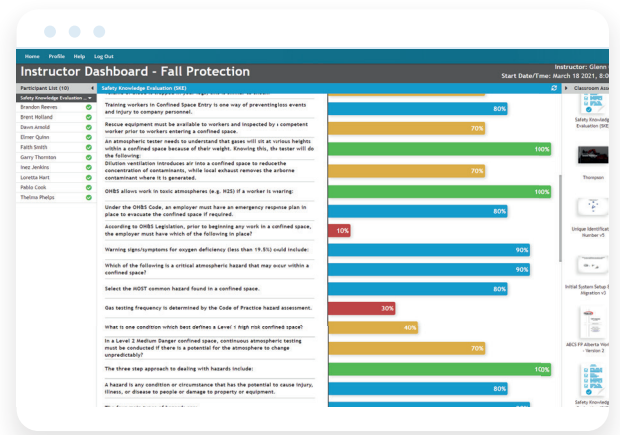 Home Profile Help Log Out
Instructor Dashboard - Fall Protection
Instructor: Glenn
Start Date/Time: March 18 2021, 8:0
Participant List (10)
Safety Knowledge Evaluation (SKE)
Classroom Ass
Safety Knowledge Evaluation ...
Brandon Reeves
Brent Holland
Dawn Arnold
Elmer Quinn
Faith Smith
Garry Thornton
Inez Jenkins
Loretta Hart
Pablo Cook
Thelma Phelps
Training workers in Confined Space Entry is one way of preventingloss events
and injury to company personnel.
80%
Rescue equipment must be available to workers and inspected by a competent
worker prior to workers entering a confined space.
70%
An atmospheric tester needs to understand that gases will sit at various heights
within a confined space because of their weight. Knowing this, the tester will do
the following:
100%
Dilution ventilation introduces air into a confined space to reducethe
concentration of contaminants, while local exhaust removes the airborne
contaminant where it is generated.
70%
OH&S allows work in toxic atmospheres (e.g. H2S) if a worker is wearing:
100%
Under the OH&S Code, an employer must have an emergency response plan in
place to evacuate the confined space if required.
80%
According to OH&S Legislation, prior to beginning any work in a confined space,
the employer must have which of the following in place?
10%
Warning signs/symptoms for oxygen deficiency (less than 19.5%) could include:
90%
Which of the following is a critical atmospheric hazard that may occur within a
confined space?
90%
Select the MOST common hazard found in a confined space.
80%
Gas testing frequency is determined by the Code of Practice hazard assessment.
30%
What is one condition which best defines a Level 1 high risk confined space?
40%
In a Level 2 Medium Danger confined space, continuous atmospheric testing
must be conducted if there is a potential for the atmosphere to change
unpredictably?
70%
The three step approach to dealing with hazards include:
100%
A hazard is any condition or circumstance that has the potential to cause injury,
illness, or disease to people or damage to property or equipment.
80%
Safety Knowledg
Evaluation (SKE
Thompson
Unique Identificat
Number v5
Initial System Setup
Migration v3
AECS FP Alberta Wor
- Version 2
Safety Knowledg